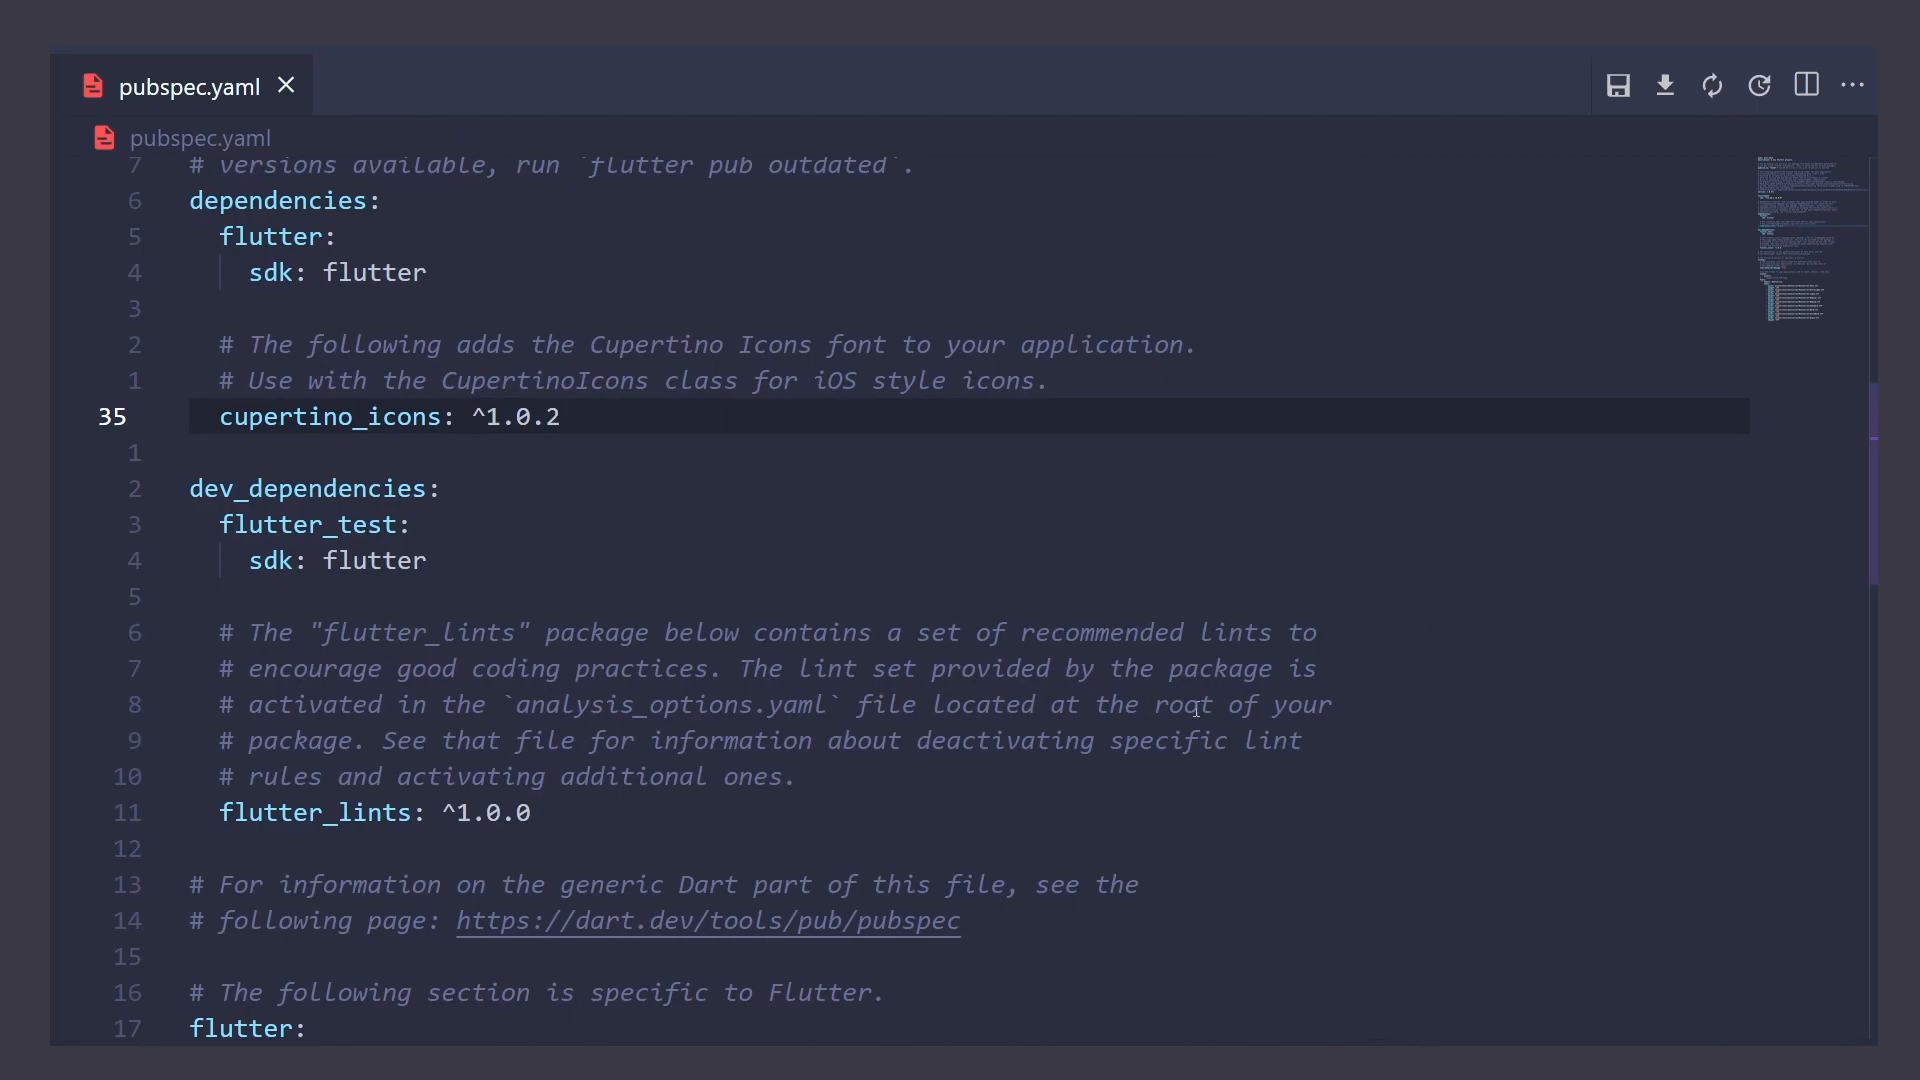 pubspec.yaml
pubspec.yaml
7 # versions available, run `flutter pub outdated`.
6 dependencies:
5 flutter:
4 sdk: flutter
3
2 # The following adds the Cupertino Icons font to your application.
1 # Use with the CupertinoIcons class for iOS style icons.
35 cupertino_icons: ^1.0.2
1
2 dev_dependencies:
3 flutter_test:
4 sdk: flutter
5
6 # The "flutter_lints" package below contains a set of recommended lints to
7 # encourage good coding practices. The lint set provided by the package is
8 # activated in the `analysis_options.yaml` file located at the root of your
9 # package. See that file for information about deactivating specific lint
10 # rules and activating additional ones.
11 flutter_lints: ^1.0.0
12
13 # For information on the generic Dart part of this file, see the
14 # following page: https://dart.dev/tools/pub/pubspec
15
16 # The following section is specific to Flutter.
17 flutter: